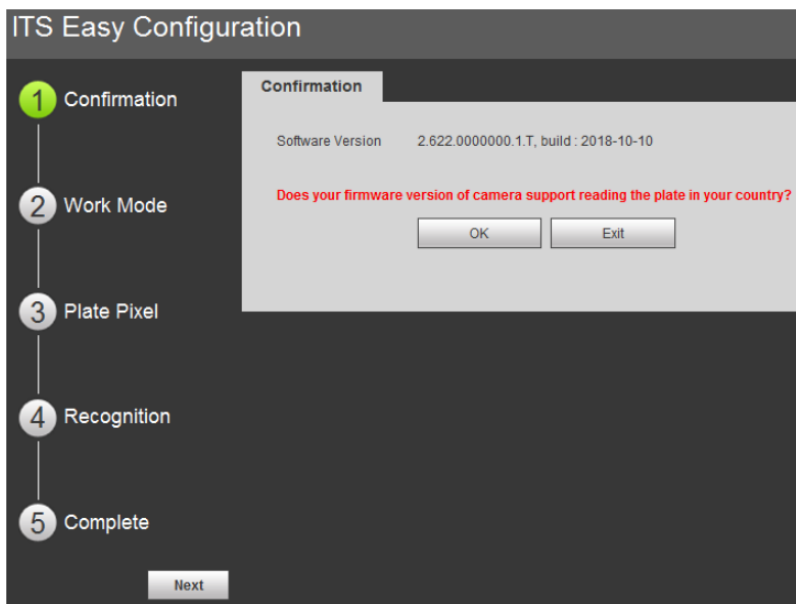 ITS Easy Configuration
1 Confirmation
2 Work Mode
3 Plate Pixel
4 Recognition
5 Complete
Next
Confirmation
Software Version 2.622.0000000.1.T, build : 2018-10-10
Does your firmware version of camera support reading the plate in your country?
OK Exit